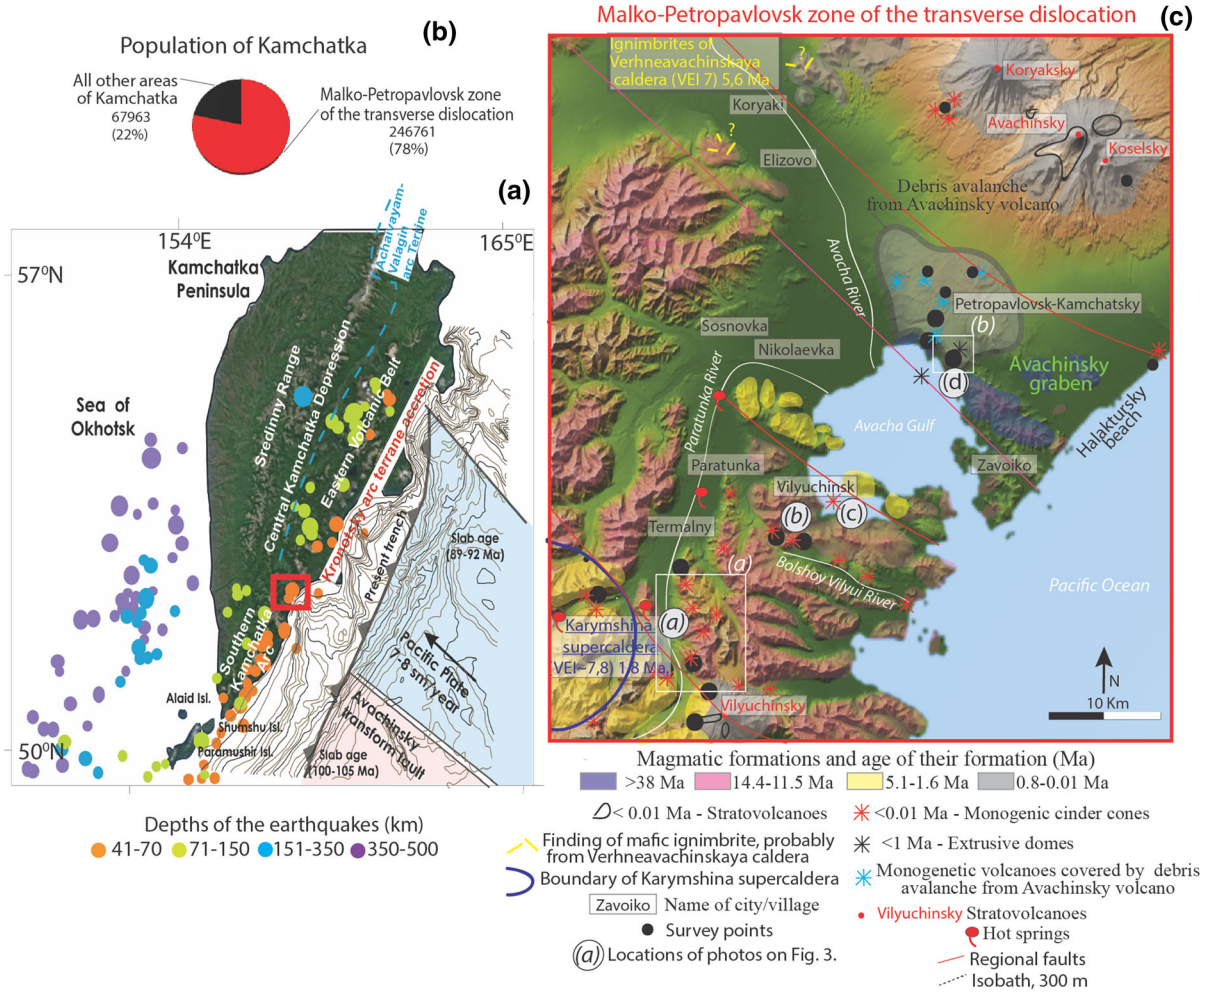 Malko-Petropavlovsk zone of the transverse dislocation
(c)
(b)
Population of Kamchatka
All other areas
of Kamchatka
67963
(22%)
Malko-Petropavlovsk zone
of the transverse dislocation
246761
(78%)
(a)
154⁰E
165⁰E
57⁰N
50⁰N
Achaivayam-
Valagin
arc Terrine
Kamchatka
Peninsula
Sea of
Okhotsk
Sredinny Range
Central Kamchatka Depression
Eastern Volcanic Belt
Kronotsky arc terrane accretion
Present trench
Slab age
(89-92 Ma)
Southern
Kamchatka
Arc
Pacific Plate
7-8 sm/year
Alaid Isl.
Shumshu Isl.
Paramushir Isl.
Avachinsky
transform fault
Slab age
(100-105 Ma)
Depths of the earthquakes (km)
41-70
71-150
151-350
350-500
Ignimbrites of
Verhneavachinskaya
caldera (VEI 7) 5,6 Ma
?
Koryaksky
Koryaki
Avachinsky
Koselsky
?
Elizovo
Debris avalanche
from Avachinsky volcano
Avacha River
Petropavlovsk-Kamchatsky
(b)
Sosnovka
Nikolaevka
Avachinsky
graben
(d)
Paratunka River
Avacha Gulf
Halaktursky
beach
Paratunka
Zavoiko
Vilyuchinsk
(b)
(c)
Termalny
(a)
Bolshoy Vilyui River
Pacific Ocean
(a)
Karymshina
supercaldera
(VEI–7,8) 1,8 Ma,
Vilyuchinsky
N
10 Km
Magmatic formations and age of their formation (Ma)
>38 Ma
14.4-11.5 Ma
5.1-1.6 Ma
0.8-0.01 Ma
< 0.01 Ma - Stratovolcanoes
<0.01 Ma - Monogenic cinder cones
Finding of mafic ignimbrite, probably
from Verhneavachinskaya caldera
<1 Ma - Extrusive domes
Boundary of Karymshina supercaldera
Monogenetic volcanoes covered by debris
avalanche from Avachinsky volcano
Zavoiko
Name of city/village
Vilyuchinsky Stratovolcanoes
Survey points
Hot springs
(a) Locations of photos on Fig. 3.
Regional faults
Isobath, 300 m